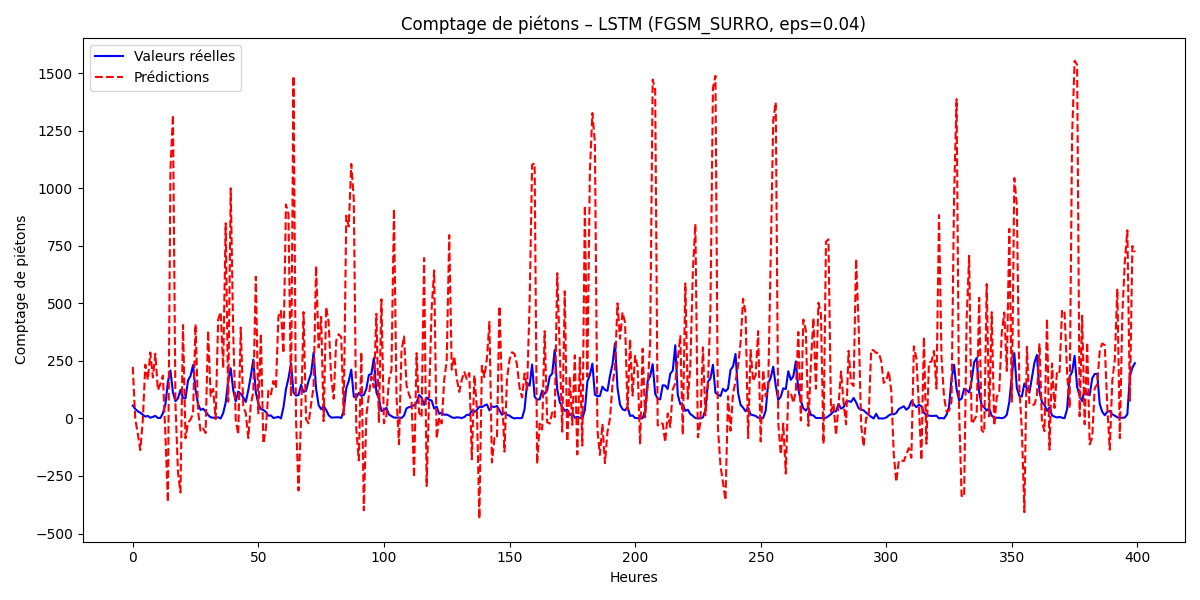 Comptage de piétons – LSTM (FGSM_SURRO, eps=0.04)
Valeurs réelles
Prédictions
Comptage de piétons
1500
1250
1000
750
500
250
0
−250
−500
0 50 100 150 200 250 300 350 400
Heures